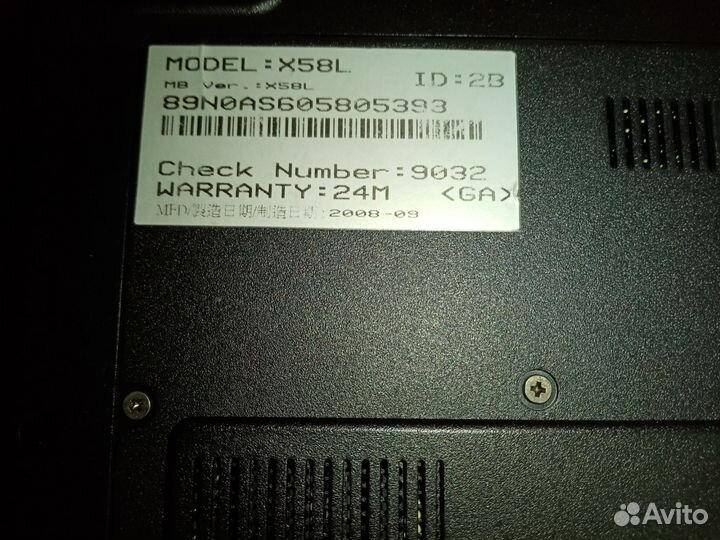 MODEL:X58L
ID:2B
MB Ver.:X58L
89N0AS605805393
Check Number:9032
WARRANTY:24M <GA>
MFD/製造日期/制造日期:2008-09
Avito